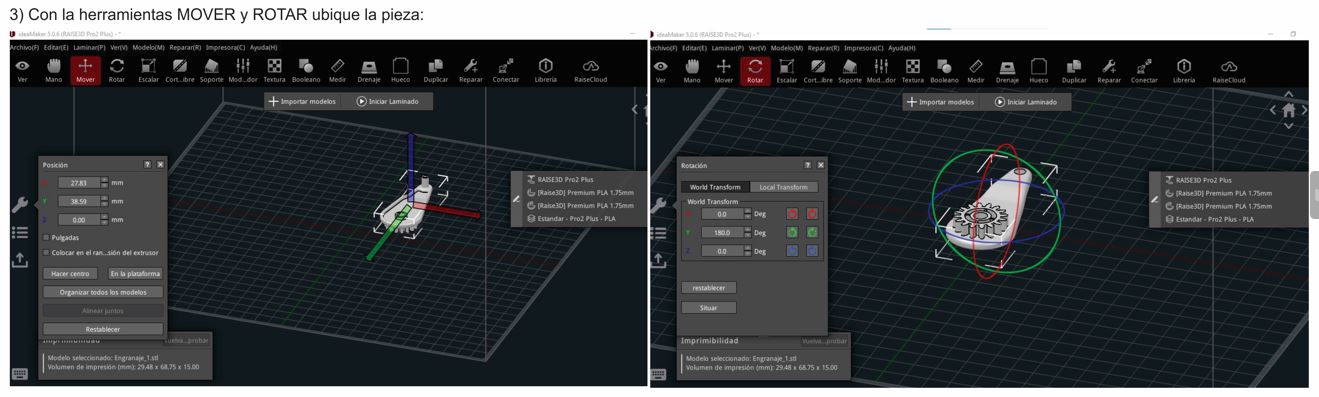 3) Con la herramientas MOVER y ROTAR ubique la pieza:
ideaMaker 5.0.6 (RAISE3D Pro2 Plus) - *
Archivo(F) Editar(E) Laminar(P) Ver(V) Modelo(M) Reparar(R) Impresora(C) Ayuda(H)
Ver Mano Mover Rotar Escalar Cort...ibre Soporte Mod...dor Textura Booleano Medir Drenaje Hueco Duplicar Reparar Conectar Librería RaiseCloud
Importar modelos Iniciar Laminado
Posición ? X
X 27.83 mm
Y 38.59 mm
Z 0.00 mm
Pulgadas
Colocar en el ran...sión del extrusor
Hacer centro En la plataforma
Organizar todos los modelos
Alinear juntos
Restablecer
Imprimibilidad Vuelva...probar
Modelo seleccionado: Engranaje_1.stl
Volumen de impresión (mm): 29.48 x 68.75 x 15.00
RAISE3D Pro2 Plus
[Raise3D] Premium PLA 1.75mm
[Raise3D] Premium PLA 1.75mm
Estandar - Pro2 Plus - PLA
ideaMaker 5.0.6 (RAISE3D Pro2 Plus) - *
Archivo(F) Editar(E) Laminar(P) Ver(V) Modelo(M) Reparar(R) Impresora(C) Ayuda(H)
Ver Mano Mover Rotar Escalar Cort...ibre Soporte Mod...dor Textura Booleano Medir Drenaje Hueco Duplicar Reparar Conectar Librería RaiseCloud
Importar modelos Iniciar Laminado
Rotación ? X
World Transform Local Transform
World Transform
X 0.0 Deg
Y 180.0 Deg
Z 0.0 Deg
restablecer
Situar
Imprimibilidad Vuelva...probar
Modelo seleccionado: Engranaje_1.stl
Volumen de impresión (mm): 29.48 x 68.75 x 15.00
RAISE3D Pro2 Plus
[Raise3D] Premium PLA 1.75mm
[Raise3D] Premium PLA 1.75mm
Estandar - Pro2 Plus - PLA